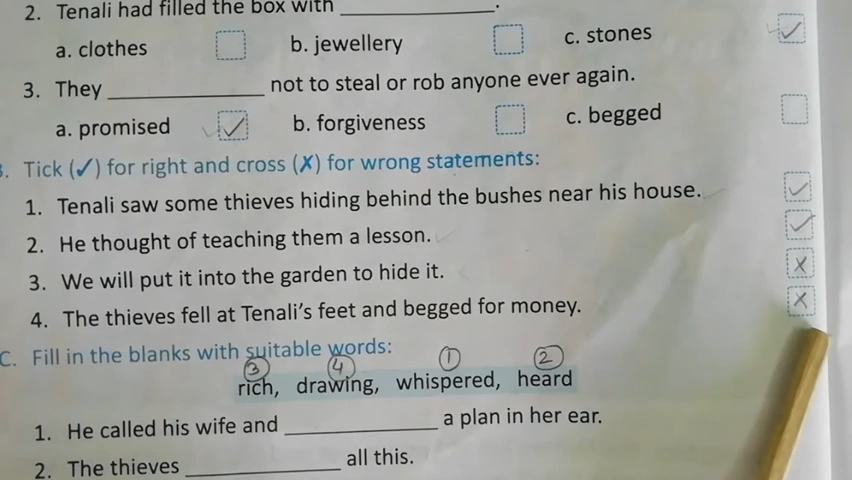 2. Tenali had filled the box with ____________.
a. clothes b. jewellery c. stones ✓
3. They ____________ not to steal or rob anyone ever again.
a. promised ✓ b. forgiveness c. begged
B. Tick (✓) for right and cross (✗) for wrong statements:
1. Tenali saw some thieves hiding behind the bushes near his house. ✓
2. He thought of teaching them a lesson. ✓
3. We will put it into the garden to hide it. ✗
4. The thieves fell at Tenali's feet and begged for money. ✗
C. Fill in the blanks with suitable words:
3 4 1 2
rich, drawing, whispered, heard
1. He called his wife and ____________ a plan in her ear.
2. The thieves ____________ all this.